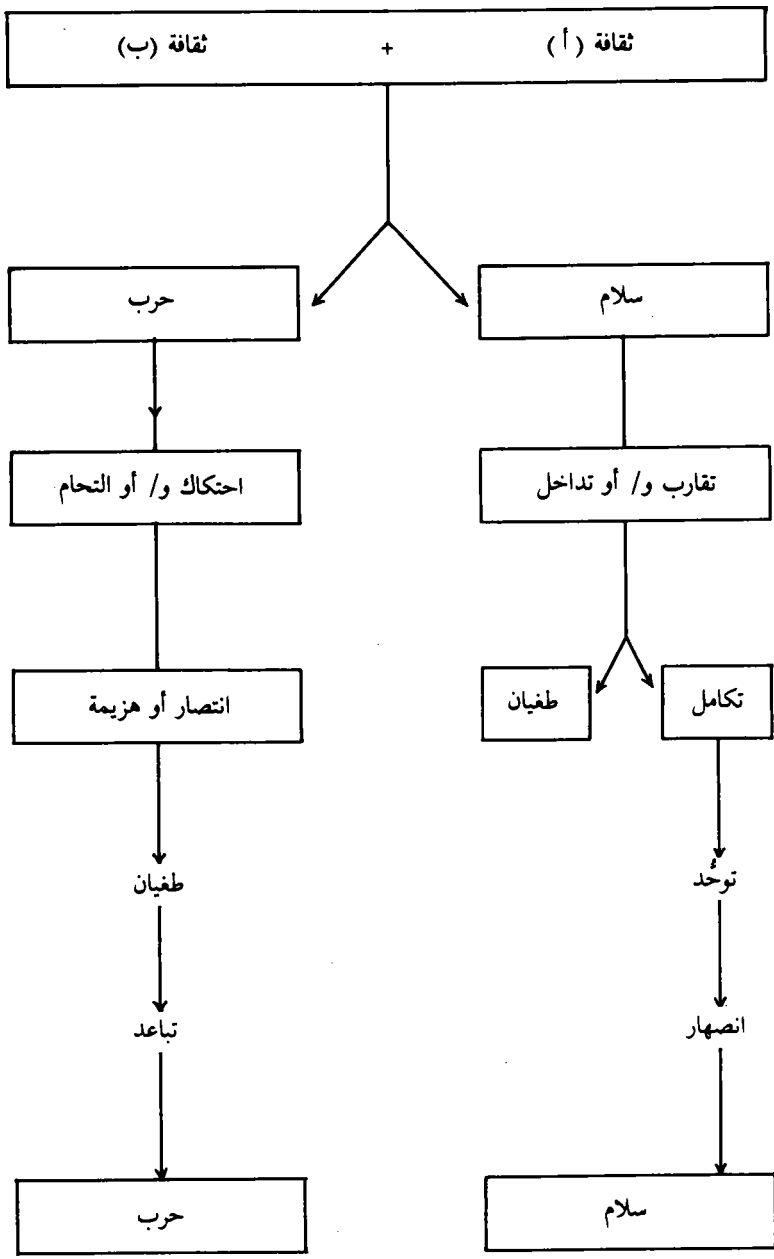 ثقافة (أ) + ثقافة (ب)
سلام
حرب
تقارب و/ أو تداخل
احتكاك و/ أو التحام
تكامل
طغيان
انتصار أو هزيمة
توحُّد
طغيان
انصهار
تباعد
سلام
حرب